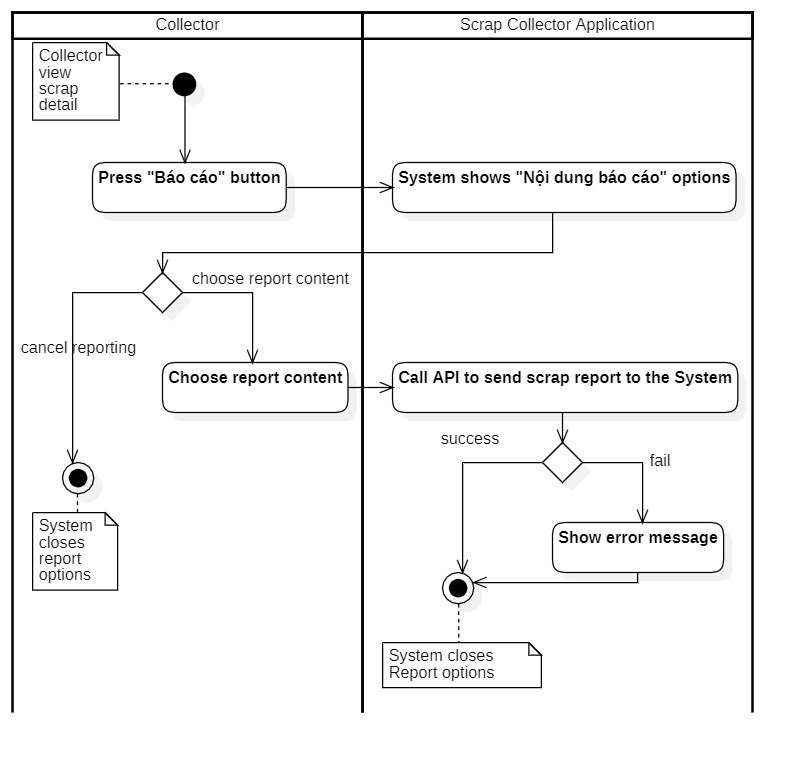 Collector
Scrap Collector Application
Collector
view
scrap
detail
Press "Báo cáo" button
System shows "Nội dung báo cáo" options
choose report content
cancel reporting
Choose report content
Call API to send scrap report to the System
success
fail
System
closes
report
options
Show error message
System closes
Report options